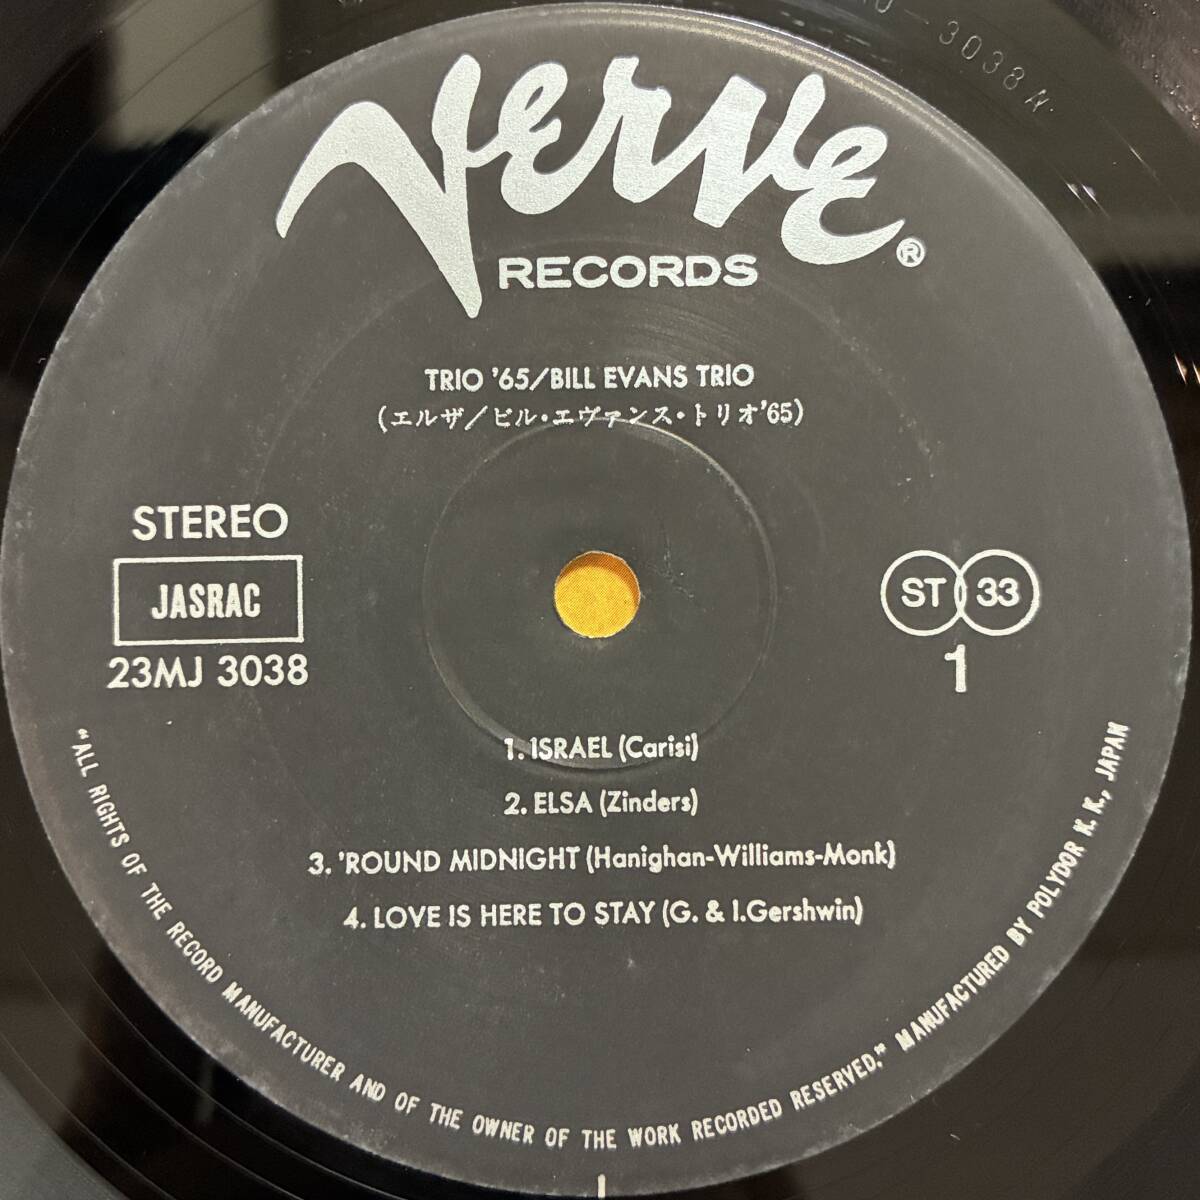 Verve®
RECORDS
TRIO '65/BILL EVANS TRIO
(エルザ/ビル・エヴァンス・トリオ'65)
STEREO
JASRAC
23MJ 3038
ST 33
1
1. ISRAEL (Carisi)
2. ELSA (Zinders)
3. 'ROUND MIDNIGHT (Hanighan-Williams-Monk)
4. LOVE IS HERE TO STAY (G. & I.Gershwin)
"ALL RIGHTS OF THE RECORD MANUFACTURER AND OF THE OWNER OF THE WORK RECORDED RESERVED." MANUFACTURED BY POLYDOR K. K., JAPAN
3038